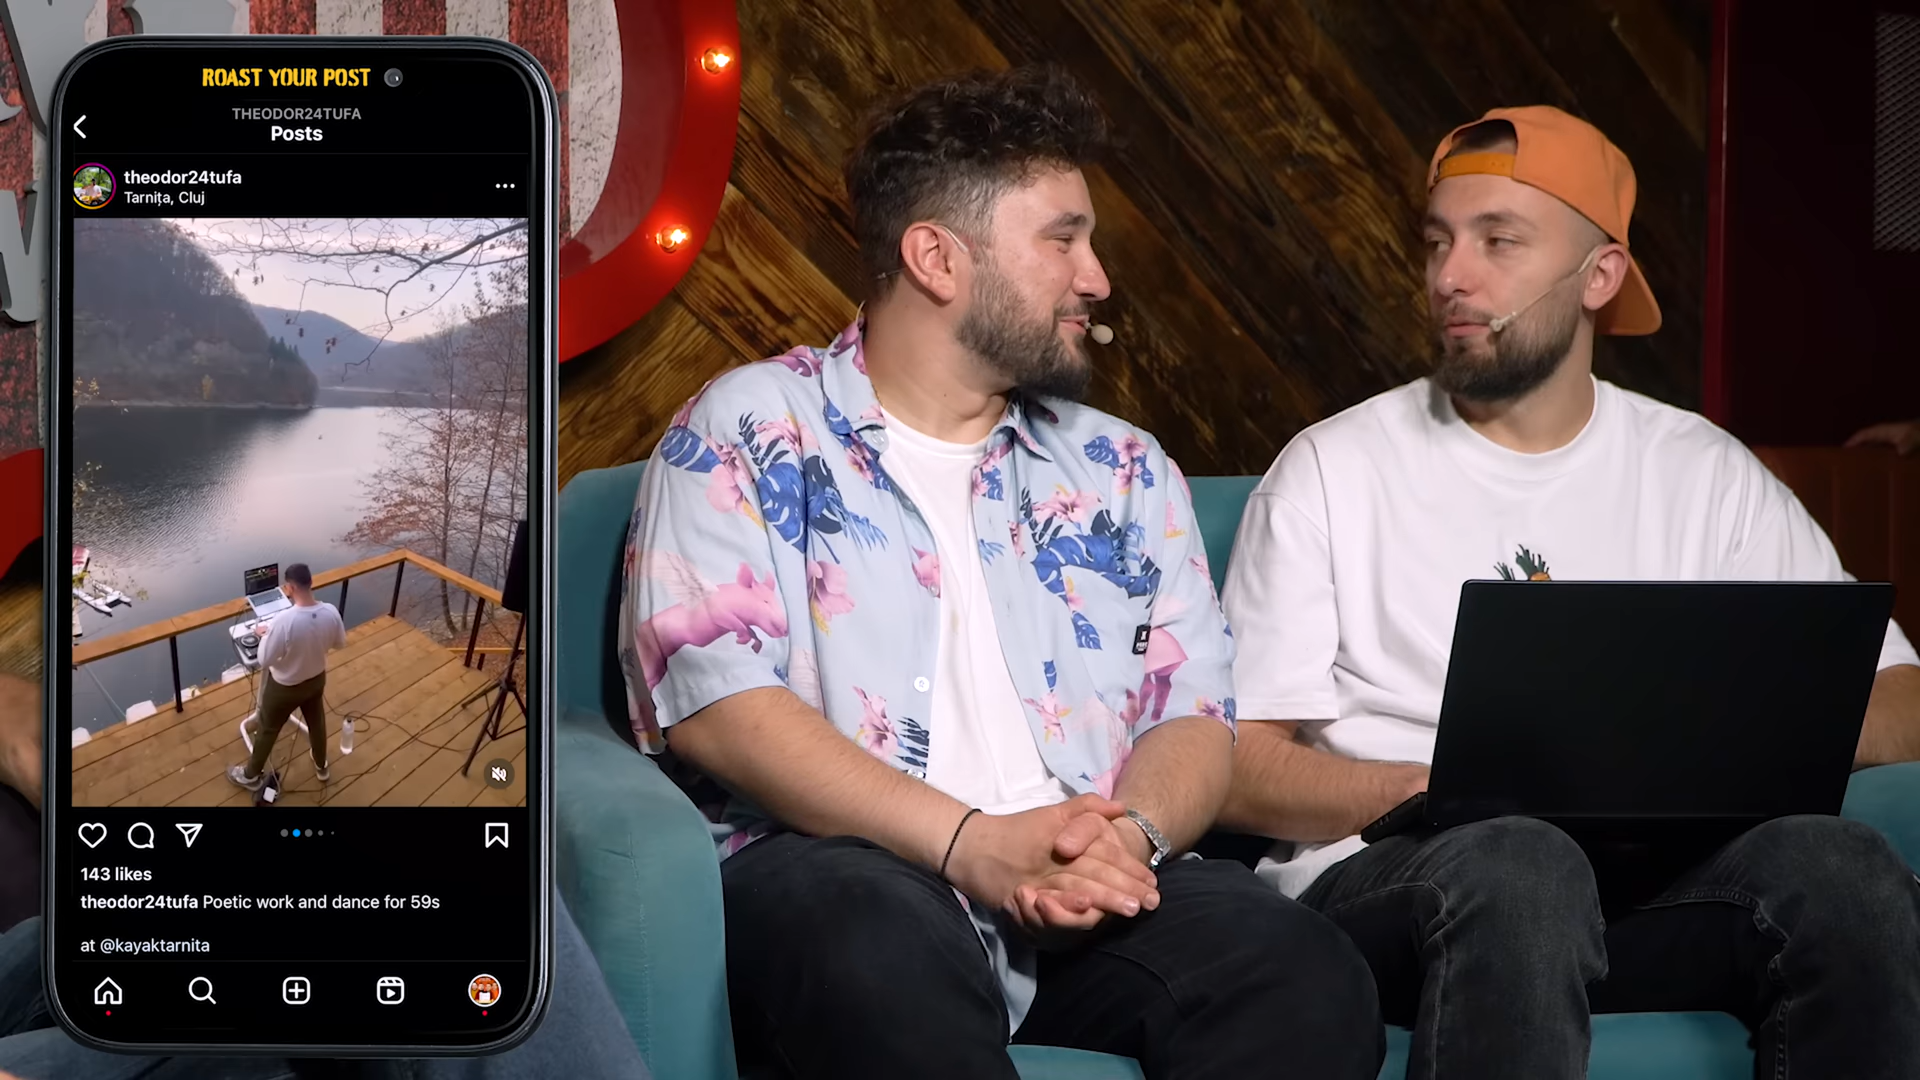 ROAST YOUR POST
THEODOR24TUFA
Posts
theodor24tufa
Tarnița, Cluj
143 likes
theodor24tufa Poetic work and dance for 59s
at @kayaktarnita